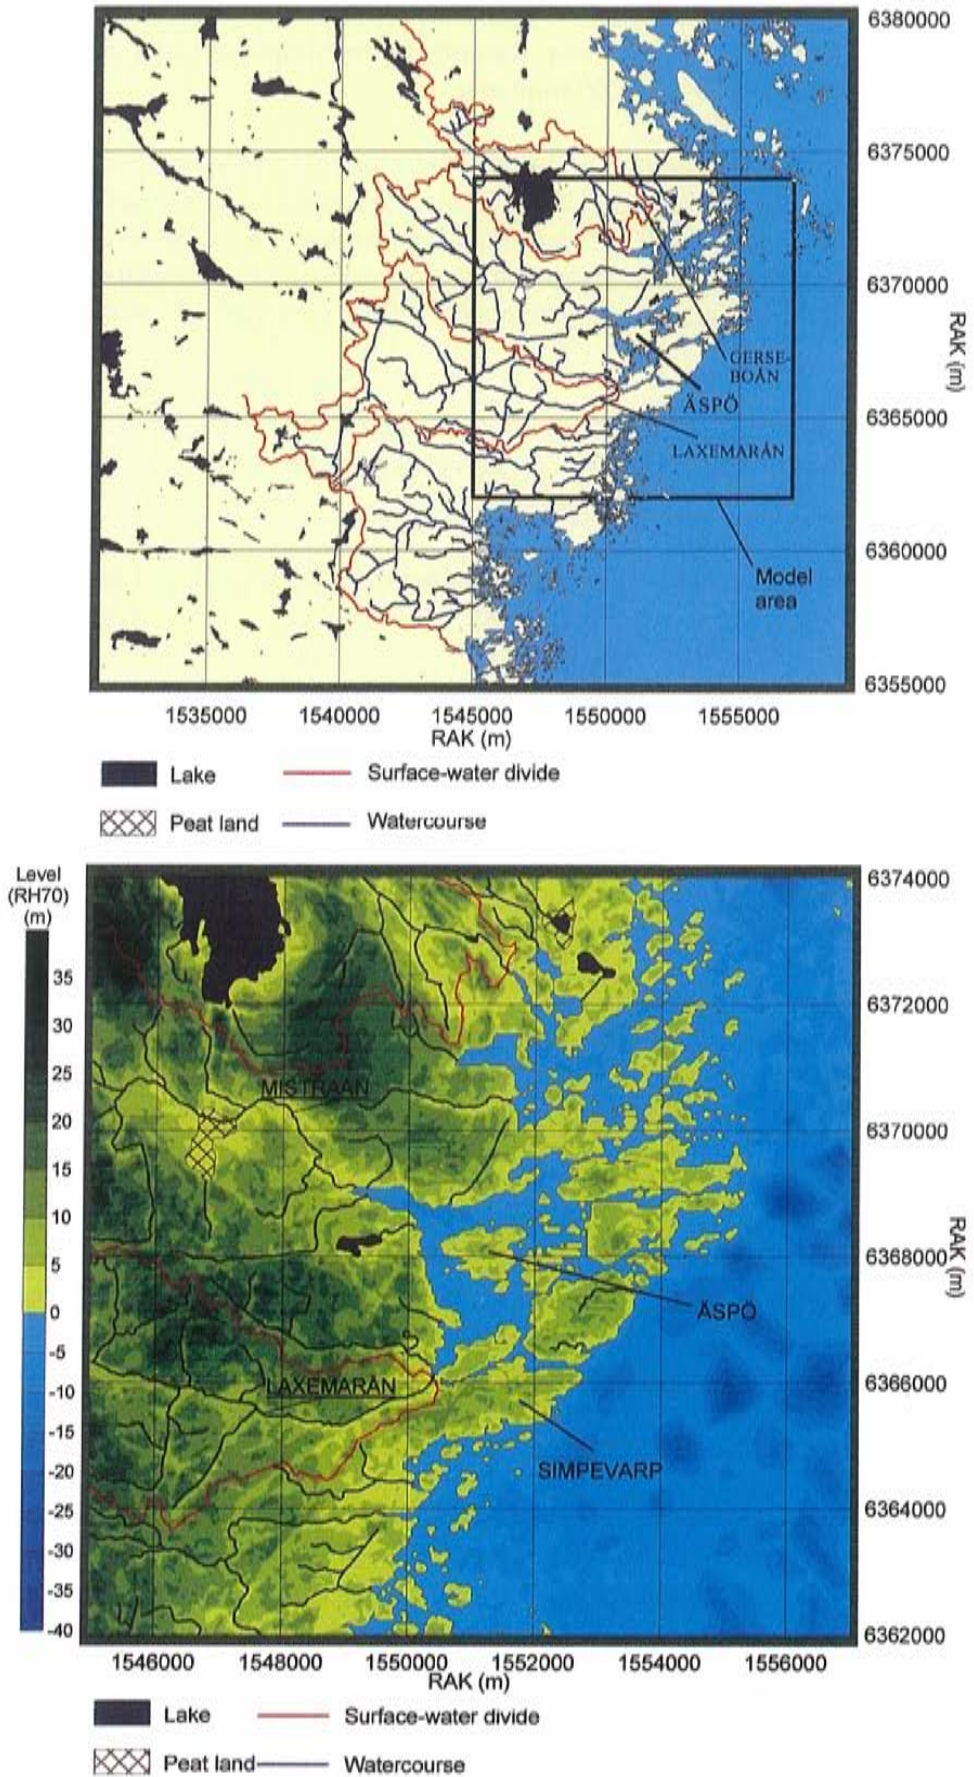 6380000
6375000
6370000
6365000
6360000
6355000
RAK (m)
GERSE-
BOÅN
ÄSPÖ
LAXEMARÅN
Model
area
1535000 1540000 1545000 1550000 1555000
RAK (m)
Lake Surface-water divide
Peat land Watercourse
Level
(RH70)
(m)
35
30
25
20
15
10
5
0
-5
-10
-15
-20
-25
-30
-35
-40
MISTRAÅN
ÄSPÖ
LAXEMARÅN
SIMPEVARP
6374000
6372000
6370000
6368000
6366000
6364000
6362000
RAK (m)
1546000 1548000 1550000 1552000 1554000 1556000
RAK (m)
Lake Surface-water divide
Peat land Watercourse